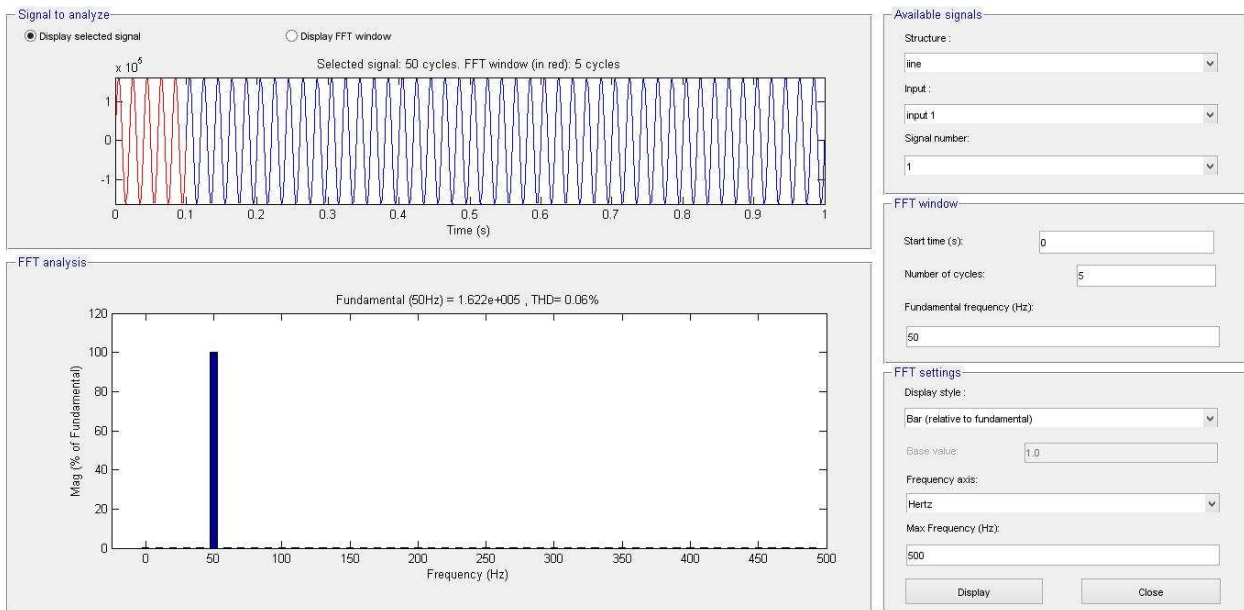 Signal to analyze
Display selected signal
Display FFT window
x 10^5
Selected signal: 50 cycles. FFT window (in red): 5 cycles
1
0
-1
0 0.1 0.2 0.3 0.4 0.5 0.6 0.7 0.8 0.9 1
Time (s)
FFT analysis
Fundamental (50Hz) = 1.622e+005 , THD= 0.06%
120
100
80
60
40
20
0
Mag (% of Fundamental)
0 50 100 150 200 250 300 350 400 450 500
Frequency (Hz)
Available signals
Structure :
iine
Input :
input 1
Signal number:
1
FFT window
Start time (s):
0
Number of cycles:
5
Fundamental frequency (Hz):
50
FFT settings
Display style :
Bar (relative to fundamental)
Base value:
1.0
Frequency axis:
Hertz
Max Frequency (Hz):
500
Display
Close